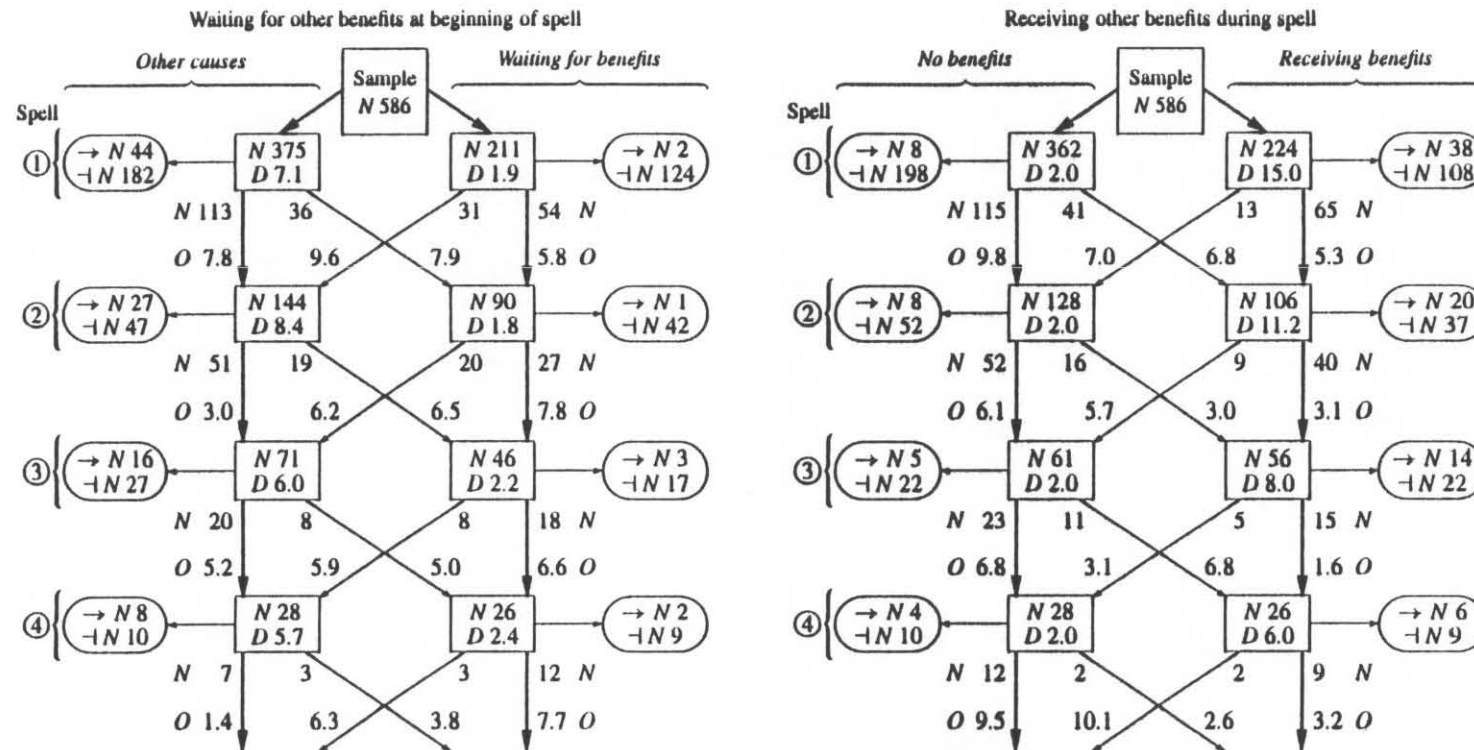 Waiting for other benefits at beginning of spell
Other causes
Waiting for benefits
Sample
N 586
Spell
① → N 44 ⊣ N 182
N 375
D 7.1
N 211
D 1.9
→ N 2
⊣ N 124
N 113 36 31 54 N
O 7.8 9.6 7.9 5.8 O
② → N 27 ⊣ N 47
N 144
D 8.4
N 90
D 1.8
→ N 1
⊣ N 42
N 51 19 20 27 N
O 3.0 6.2 6.5 7.8 O
③ → N 16 ⊣ N 27
N 71
D 6.0
N 46
D 2.2
→ N 3
⊣ N 17
N 20 8 8 18 N
O 5.2 5.9 5.0 6.6 O
④ → N 8 ⊣ N 10
N 28
D 5.7
N 26
D 2.4
→ N 2
⊣ N 9
N 7 3 3 12 N
O 1.4 6.3 3.8 7.7 O
Receiving other benefits during spell
No benefits
Receiving benefits
Sample
N 586
Spell
① → N 8 ⊣ N 198
N 362
D 2.0
N 224
D 15.0
→ N 38
⊣ N 108
N 115 41 13 65 N
O 9.8 7.0 6.8 5.3 O
② → N 8 ⊣ N 52
N 128
D 2.0
N 106
D 11.2
→ N 20
⊣ N 37
N 52 16 9 40 N
O 6.1 5.7 3.0 3.1 O
③ → N 5 ⊣ N 22
N 61
D 2.0
N 56
D 8.0
→ N 14
⊣ N 22
N 23 11 5 15 N
O 6.8 3.1 6.8 1.6 O
④ → N 4 ⊣ N 10
N 28
D 2.0
N 26
D 6.0
→ N 6
⊣ N 9
N 12 2 2 9 N
O 9.5 10.1 2.6 3.2 O